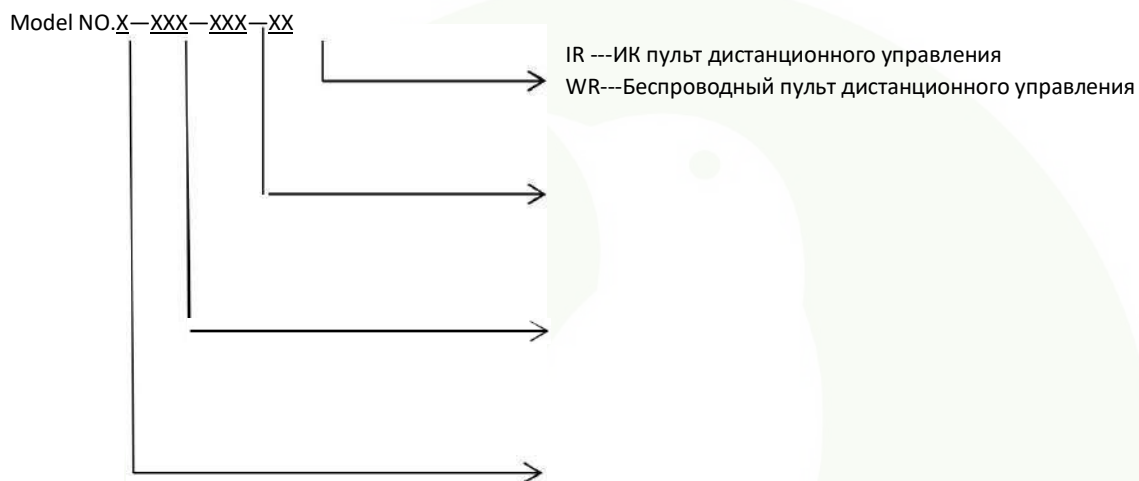 Model NO.X—XXX—XXX—XX
IR ---ИК пульт дистанционного управления
WR---Беспроводный пульт дистанционного управления